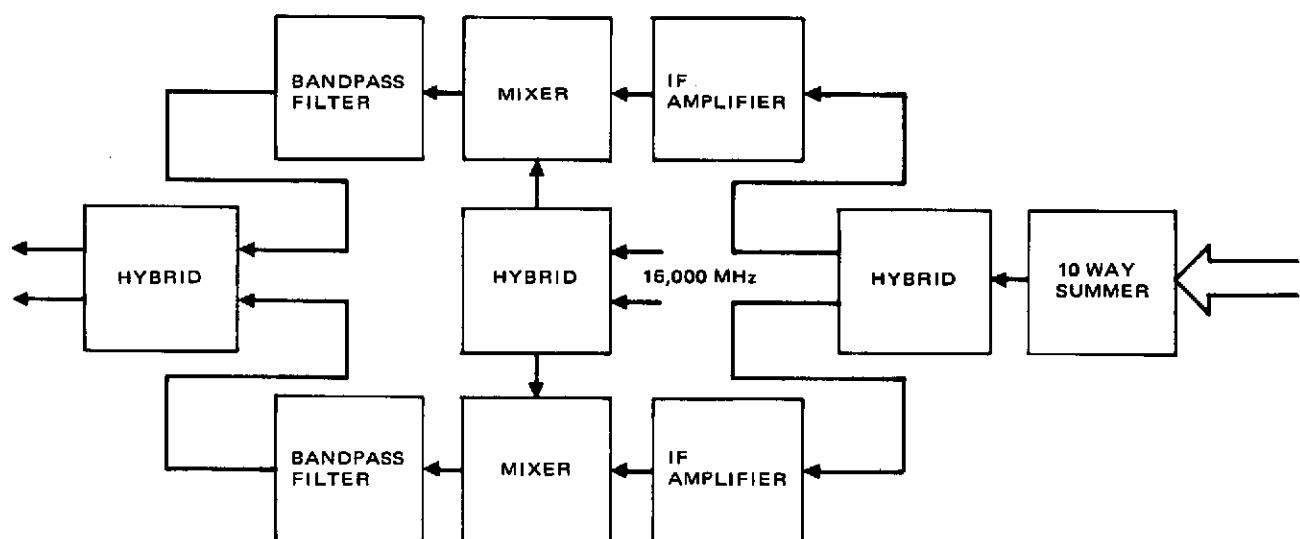 BANDPASS
FILTER
MIXER
IF
AMPLIFIER
HYBRID
HYBRID
16,000 MHz
HYBRID
10 WAY
SUMMER
BANDPASS
FILTER
MIXER
IF
AMPLIFIER